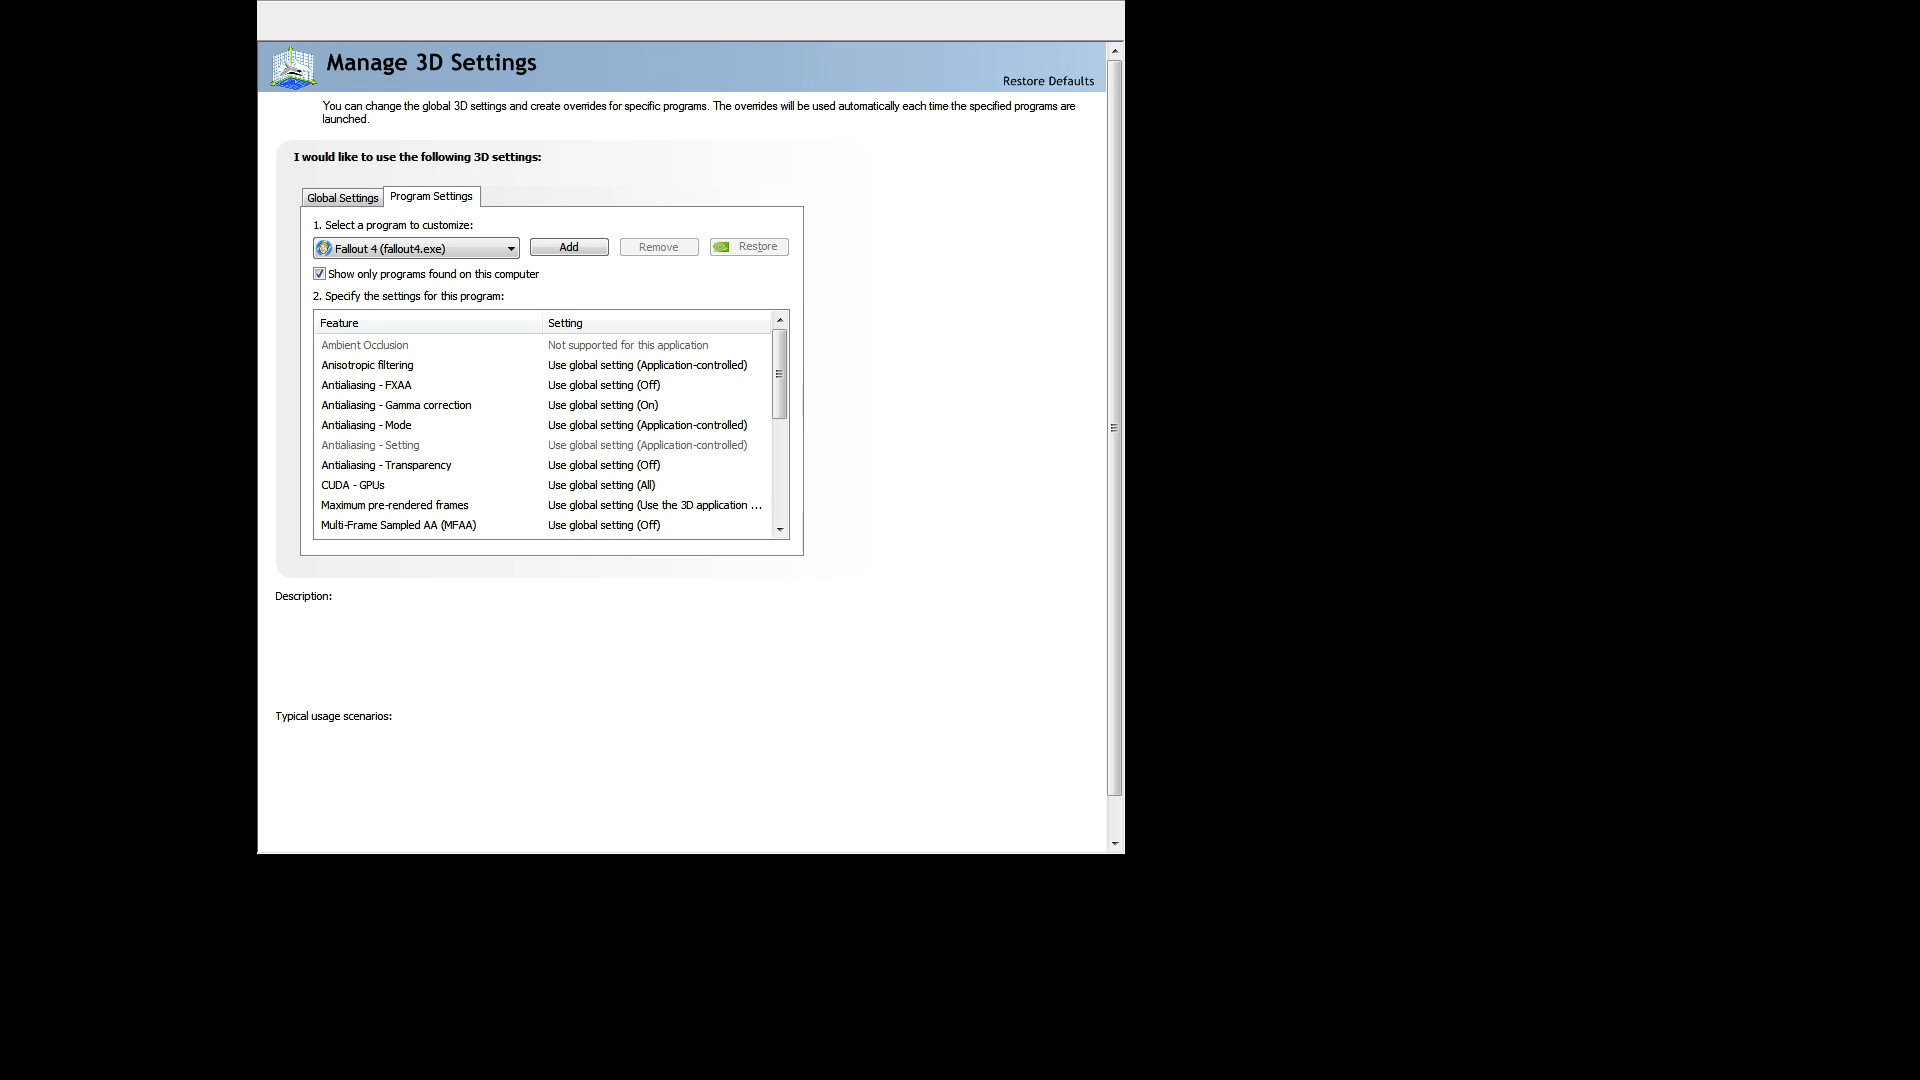 Manage 3D Settings
Restore Defaults
You can change the global 3D settings and create overrides for specific programs. The overrides will be used automatically each time the specified programs are
launched.
I would like to use the following 3D settings:
Global Settings
Program Settings
1. Select a program to customize:
Fallout 4 (fallout4.exe)
Add
Remove
Restore
Show only programs found on this computer
2. Specify the settings for this program:
Feature Setting
Ambient Occlusion Not supported for this application
Anisotropic filtering Use global setting (Application-controlled)
Antialiasing - FXAA Use global setting (Off)
Antialiasing - Gamma correction Use global setting (On)
Antialiasing - Mode Use global setting (Application-controlled)
Antialiasing - Setting Use global setting (Application-controlled)
Antialiasing - Transparency Use global setting (Off)
CUDA - GPUs Use global setting (All)
Maximum pre-rendered frames Use global setting (Use the 3D application ...
Multi-Frame Sampled AA (MFAA) Use global setting (Off)
Description:
Typical usage scenarios: